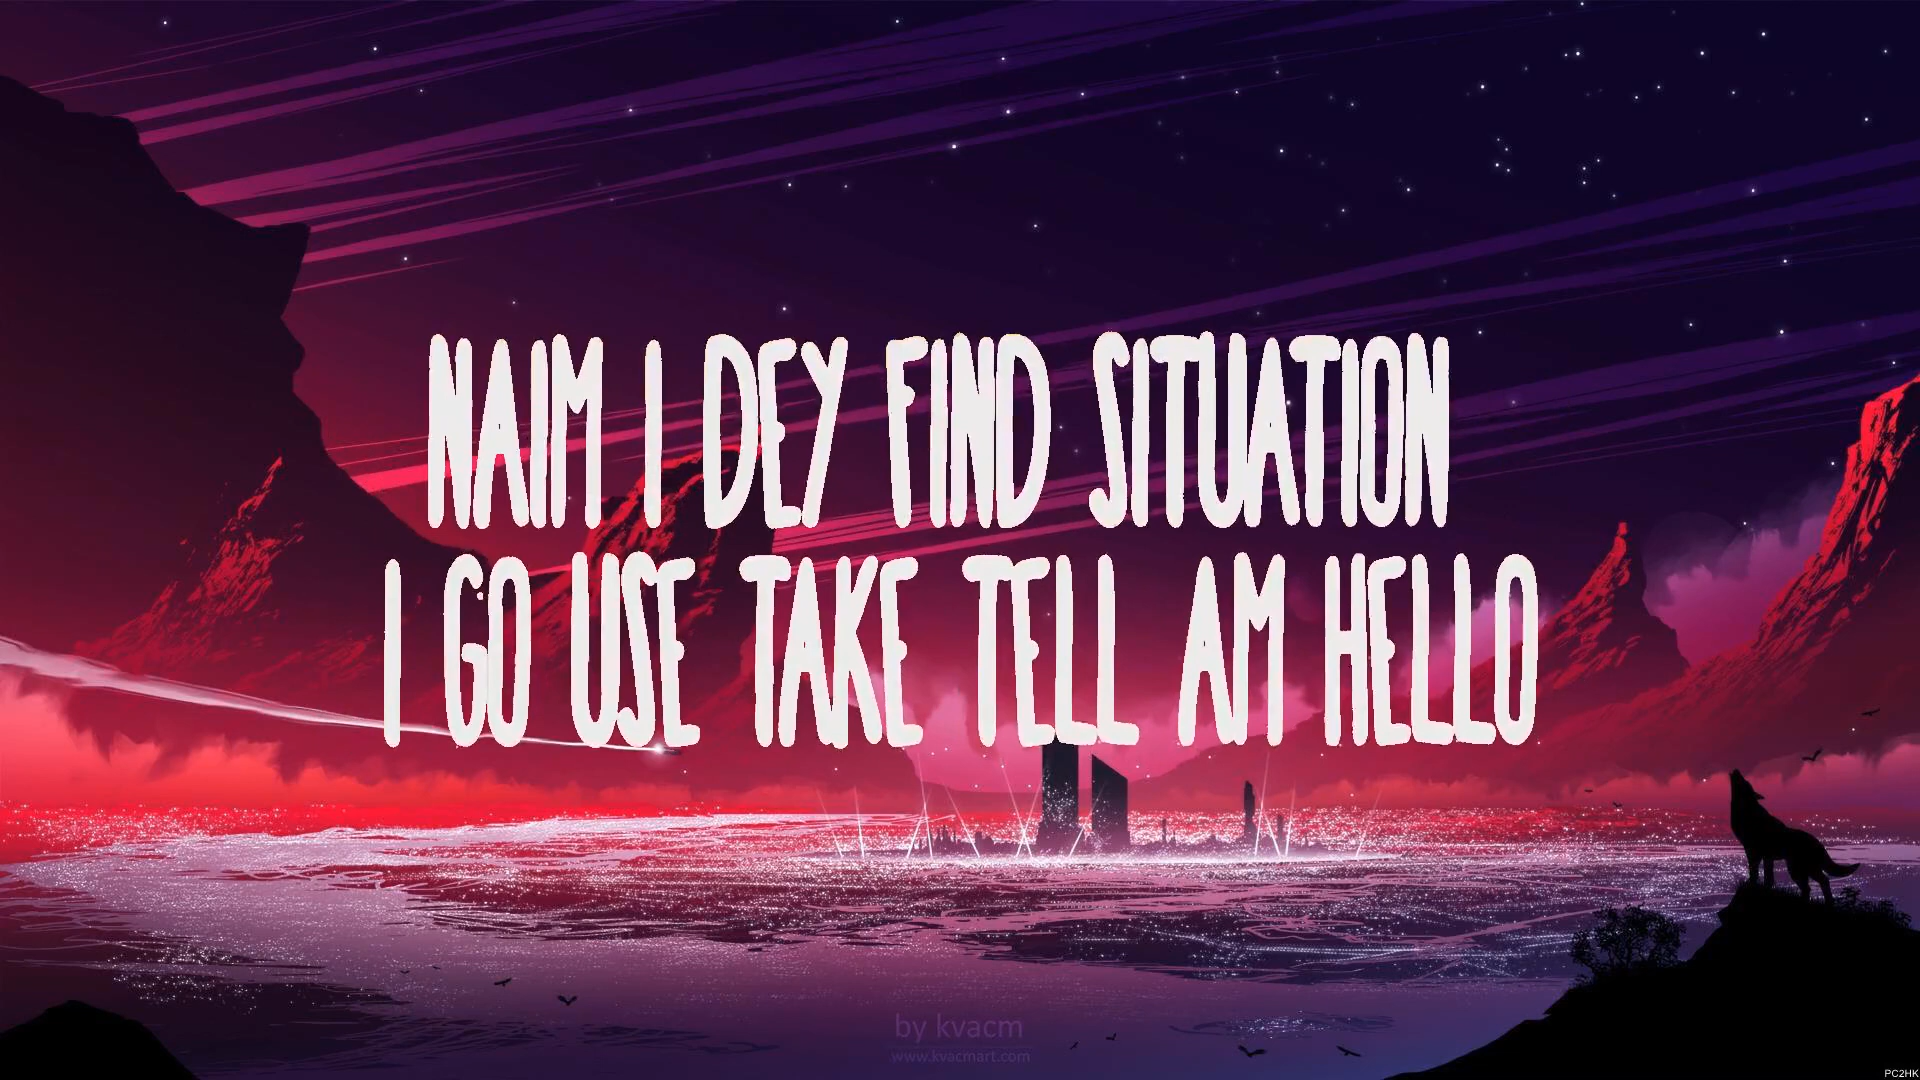 NAIM I DEY FIND SITUATION
I GO USE TAKE TELL AM HELLO
by kvacm
www.kvacmart.com
PC2HK